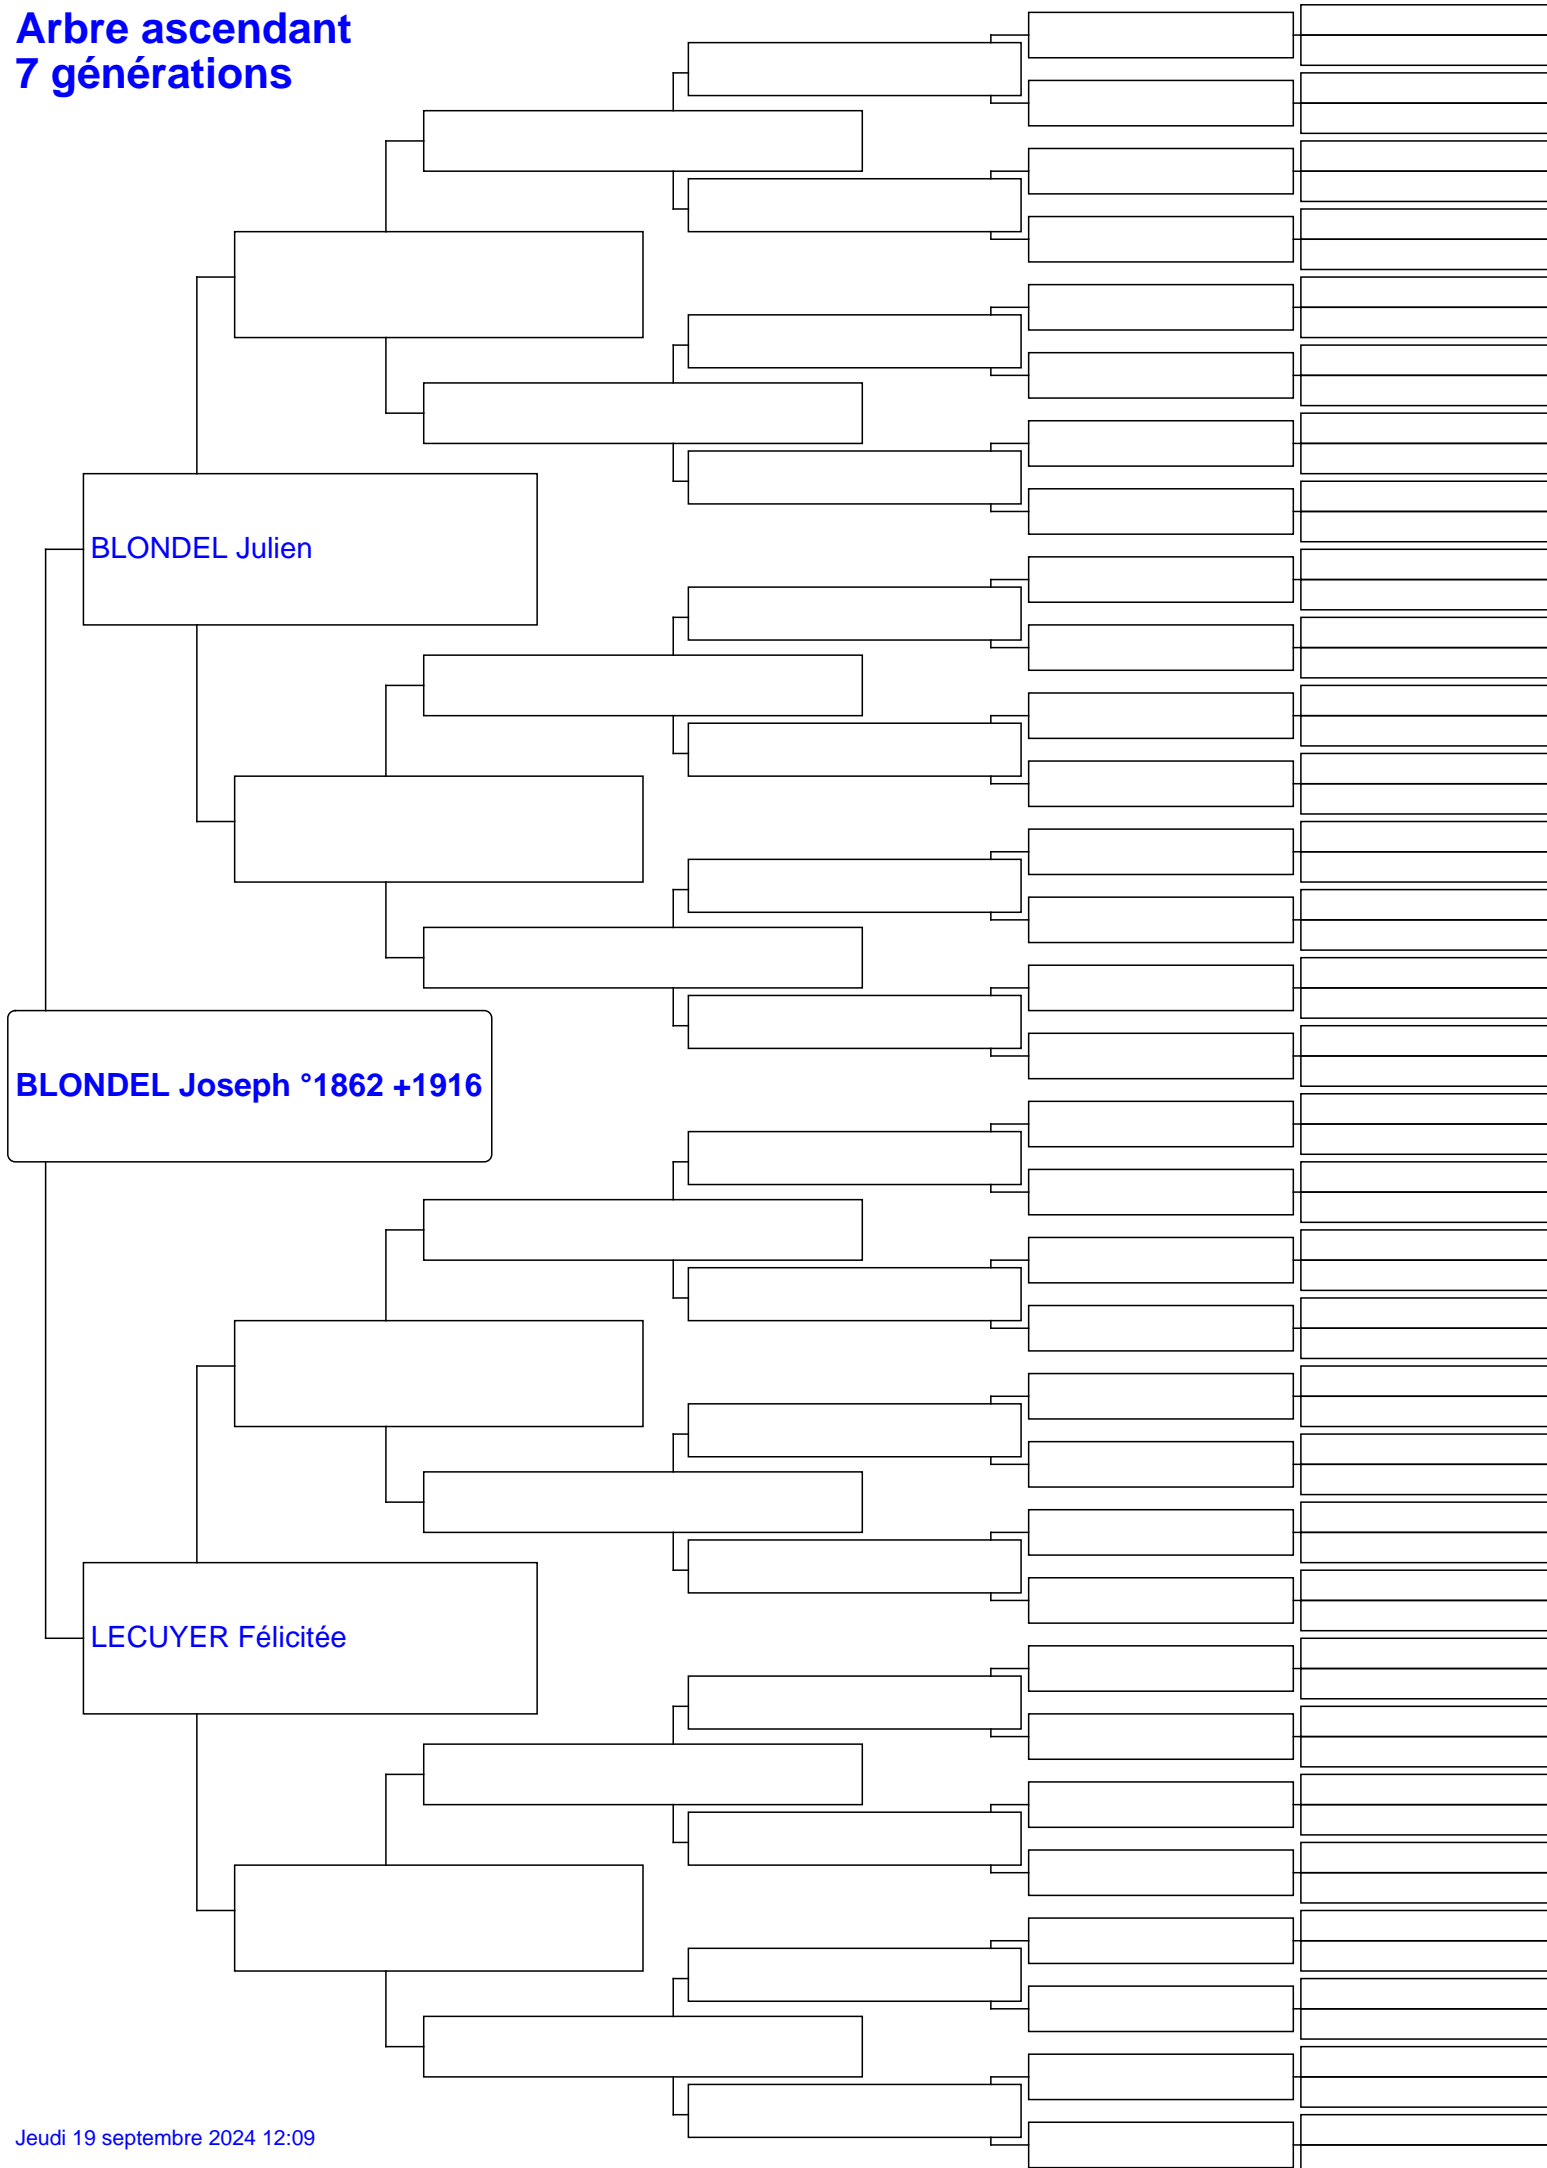 Arbre ascendant
7 générations
BLONDEL Julien
BLONDEL Joseph °1862 +1916
LECUYER Félicitée
Jeudi 19 septembre 2024 12:09